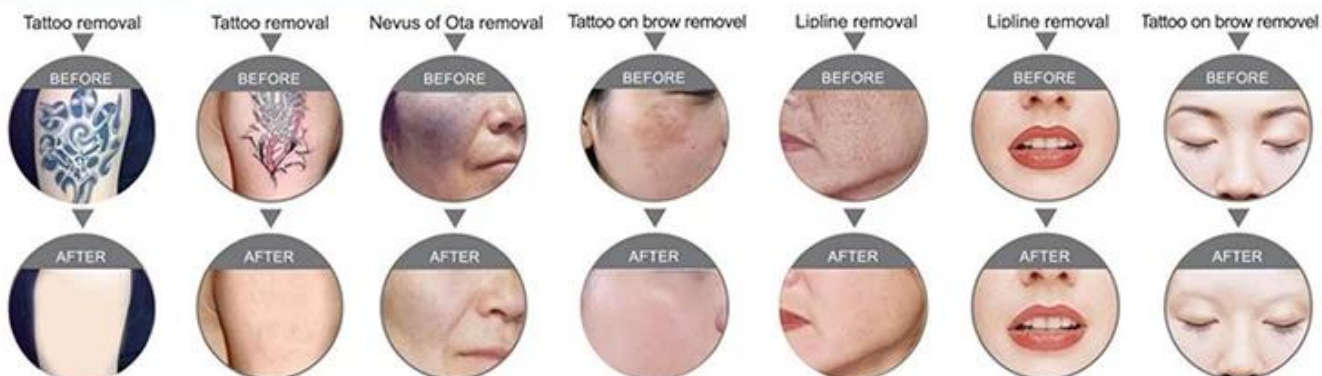 Tattoo removal
Tattoo removal
Nevus of Ota removal
Tattoo on brow removel
Lipline removal
Lipline removal
Tattoo on brow removel
BEFORE
BEFORE
BEFORE
BEFORE
BEFORE
BEFORE
BEFORE
AFTER
AFTER
AFTER
AFTER
AFTER
AFTER
AFTER